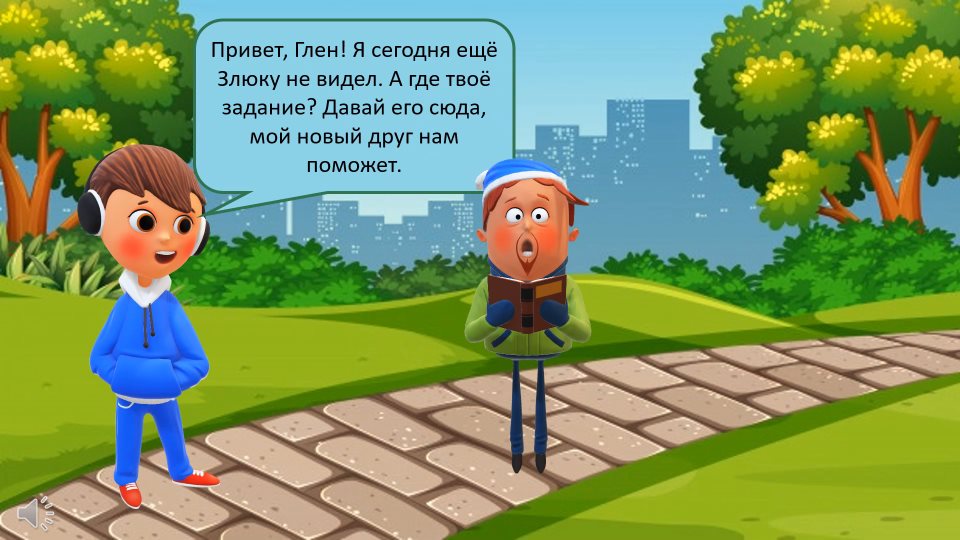 Привет, Глен! Я сегодня ещё
Злюку не видел. А где твоё
задание? Давай его сюда,
мой новый друг нам
поможет.